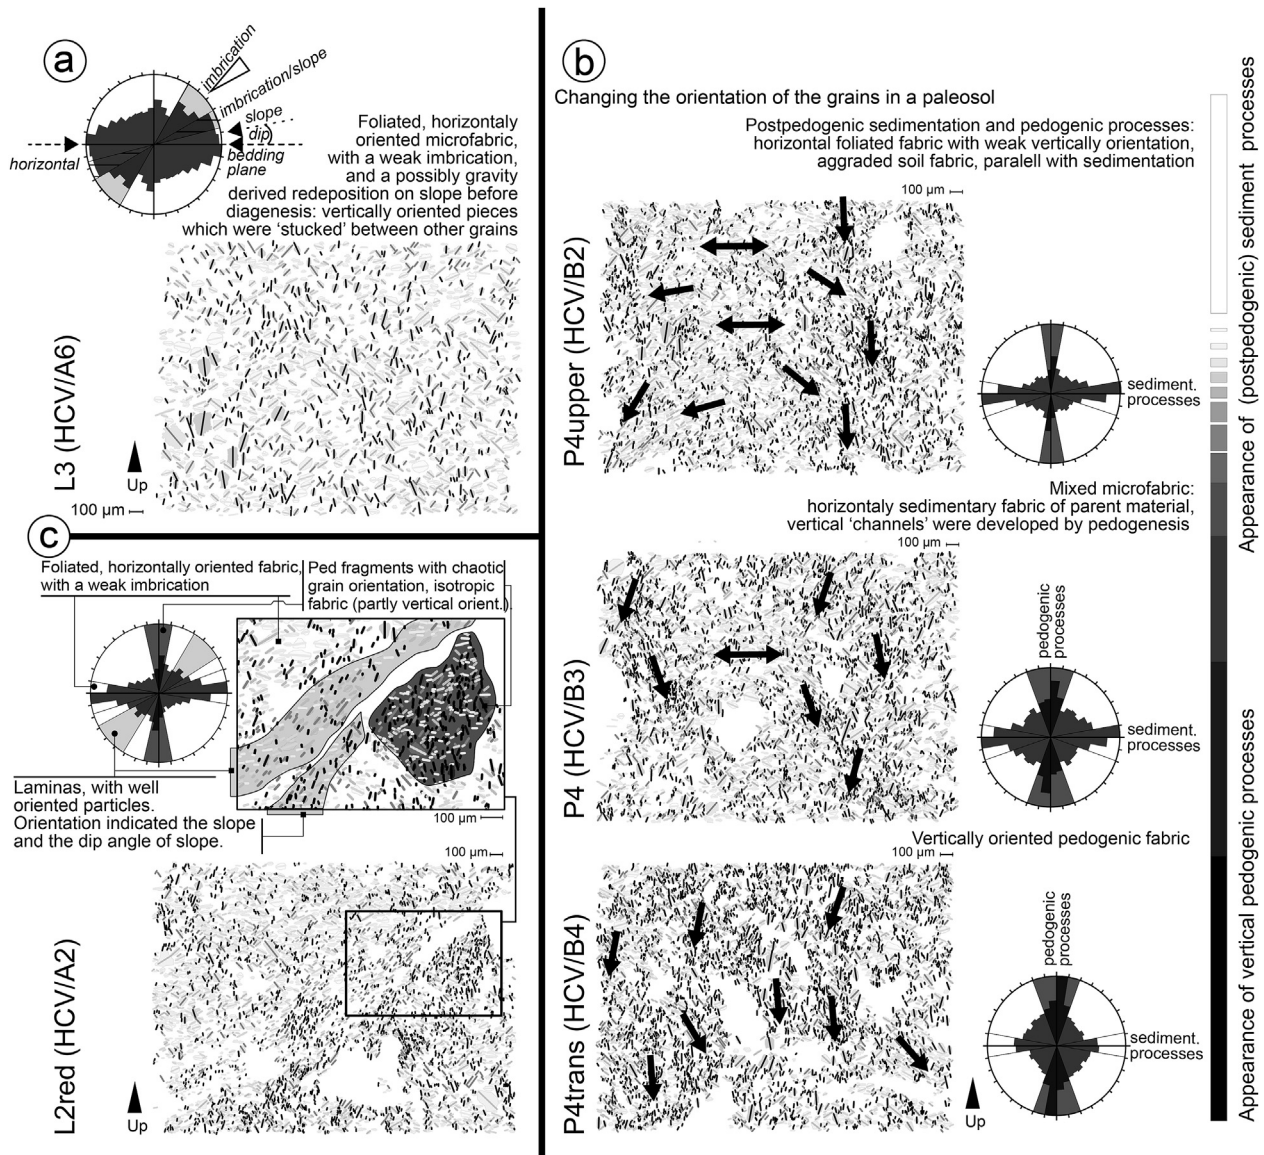 a
imbrication
imbrication/slope
slope
dip
bedding
plane
horizontal
Foliated, horizontaly
oriented microfabric,
with a weak imbrication,
and a possibly gravity
derived redeposition on slope before
diagenesis: vertically oriented pieces
which were 'stucked' between other grains
L3 (HCV/A6)
Up
100 µm
b
Changing the orientation of the grains in a paleosol
Postpedogenic sedimentation and pedogenic processes:
horizontal foliated fabric with weak vertically orientation,
aggraded soil fabric, paralell with sedimentation
100 µm
P4upper (HCV/B2)
sediment.
processes
Mixed microfabric:
horizontaly sedimentary fabric of parent material,
vertical 'channels' were developed by pedogenesis
100 µm
P4 (HCV/B3)
pedogenic
processes
sediment.
processes
Vertically oriented pedogenic fabric
100 µm
P4trans (HCV/B4)
pedogenic
processes
sediment.
processes
Up
Appearance of (postpedogenic) sediment processes
Appearance of vertical pedogenic processes
c
Foliated, horizontally oriented fabric,
with a weak imbrication
Ped fragments with chaotic
grain orientation, isotropic
fabric (partly vertical orient.).
Laminas, with well
oriented particles.
Orientation indicated the slope
and the dip angle of slope.
100 µm
100 µm
L2red (HCV/A2)
Up